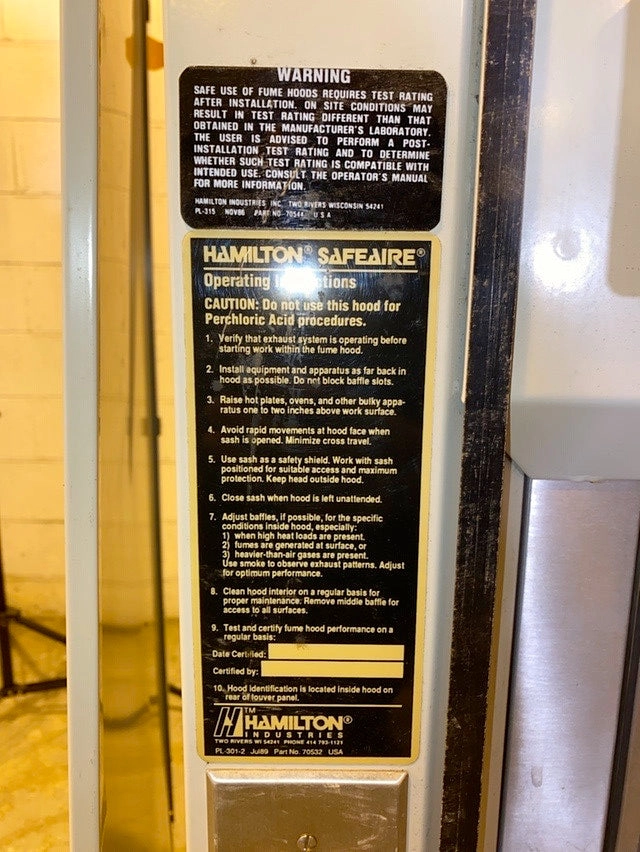 WARNING
SAFE USE OF FUME HOODS REQUIRES TEST RATING
AFTER INSTALLATION. ON SITE CONDITIONS MAY
RESULT IN TEST RATING DIFFERENT THAN THAT
OBTAINED IN THE MANUFACTURER'S LABORATORY.
THE USER IS ADVISED TO PERFORM A POST-
INSTALLATION TEST RATING AND TO DETERMINE
WHETHER SUCH TEST RATING IS COMPATIBLE WITH
INTENDED USE. CONSULT THE OPERATOR'S MANUAL
FOR MORE INFORMATION.
HAMILTON INDUSTRIES INC. TWO RIVERS WISCONSIN 54241
PL-315 NOV86 PART NO. 70544 U S A
HAMILTON® SAFEAIRE®
Operating Instructions
CAUTION: Do not use this hood for
Perchloric Acid procedures.
1. Verify that exhaust system is operating before
starting work within the fume hood.
2. Install equipment and apparatus as far back in
hood as possible. Do not block baffle slots.
3. Raise hot plates, ovens, and other bulky appa-
ratus one to two inches above work surface.
4. Avoid rapid movements at hood face when
sash is opened. Minimize cross travel.
5. Use sash as a safety shield. Work with sash
positioned for suitable access and maximum
protection. Keep head outside hood.
6. Close sash when hood is left unattended.
7. Adjust baffles, if possible, for the specific
conditions inside hood, especially:
1) when high heat loads are present,
2) fumes are generated at surface, or
3) heavier-than-air gases are present.
Use smoke to observe exhaust patterns. Adjust
for optimum performance.
8. Clean hood interior on a regular basis for
proper maintenance. Remove middle baffle for
access to all surfaces.
9. Test and certify fume hood performance on a
regular basis:
Date Certified:
Certified by:
10. Hood identification is located inside hood on
rear of louver panel.
TM
HAMILTON®
INDUSTRIES
TWO RIVERS WI 54241 PHONE 414 793-1121
PL-301-2 Jul89 Part No. 70532 USA